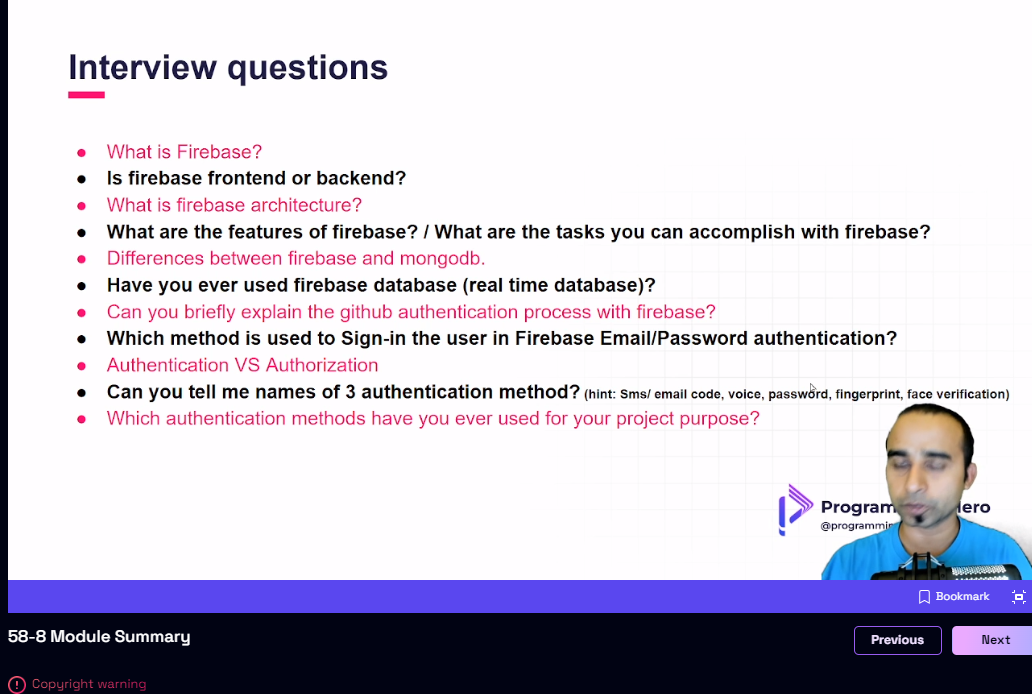 Interview questions
What is Firebase?
Is firebase frontend or backend?
What is firebase architecture?
What are the features of firebase? / What are the tasks you can accomplish with firebase?
Differences between firebase and mongodb.
Have you ever used firebase database (real time database)?
Can you briefly explain the github authentication process with firebase?
Which method is used to Sign-in the user in Firebase Email/Password authentication?
Authentication VS Authorization
Can you tell me names of 3 authentication method? (hint: Sms/ email code, voice, password, fingerprint, face verification)
Which authentication methods have you ever used for your project purpose?
Bookmark
58-8 Module Summary
Previous
Next
Copyright warning